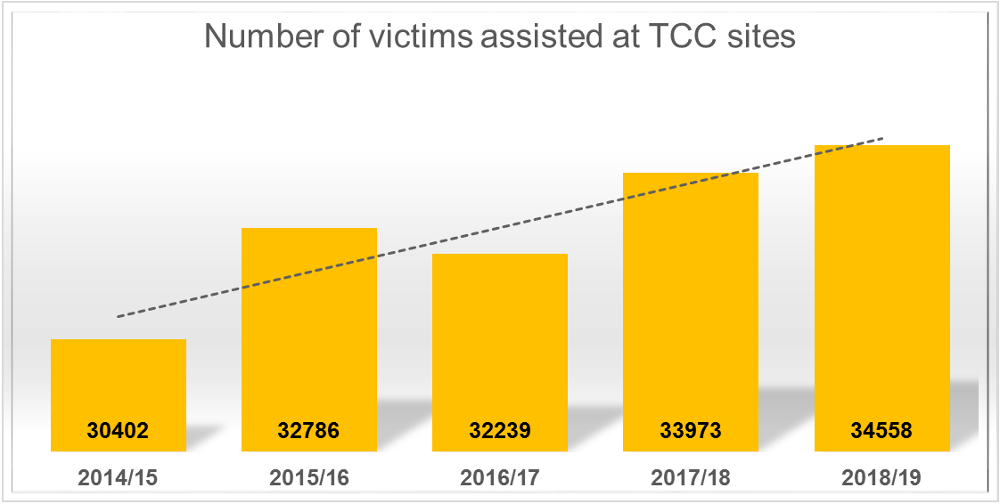 Number of victims assisted at TCC sites
30402 32786 32239 33973 34558
2014/15 2015/16 2016/17 2017/18 2018/19